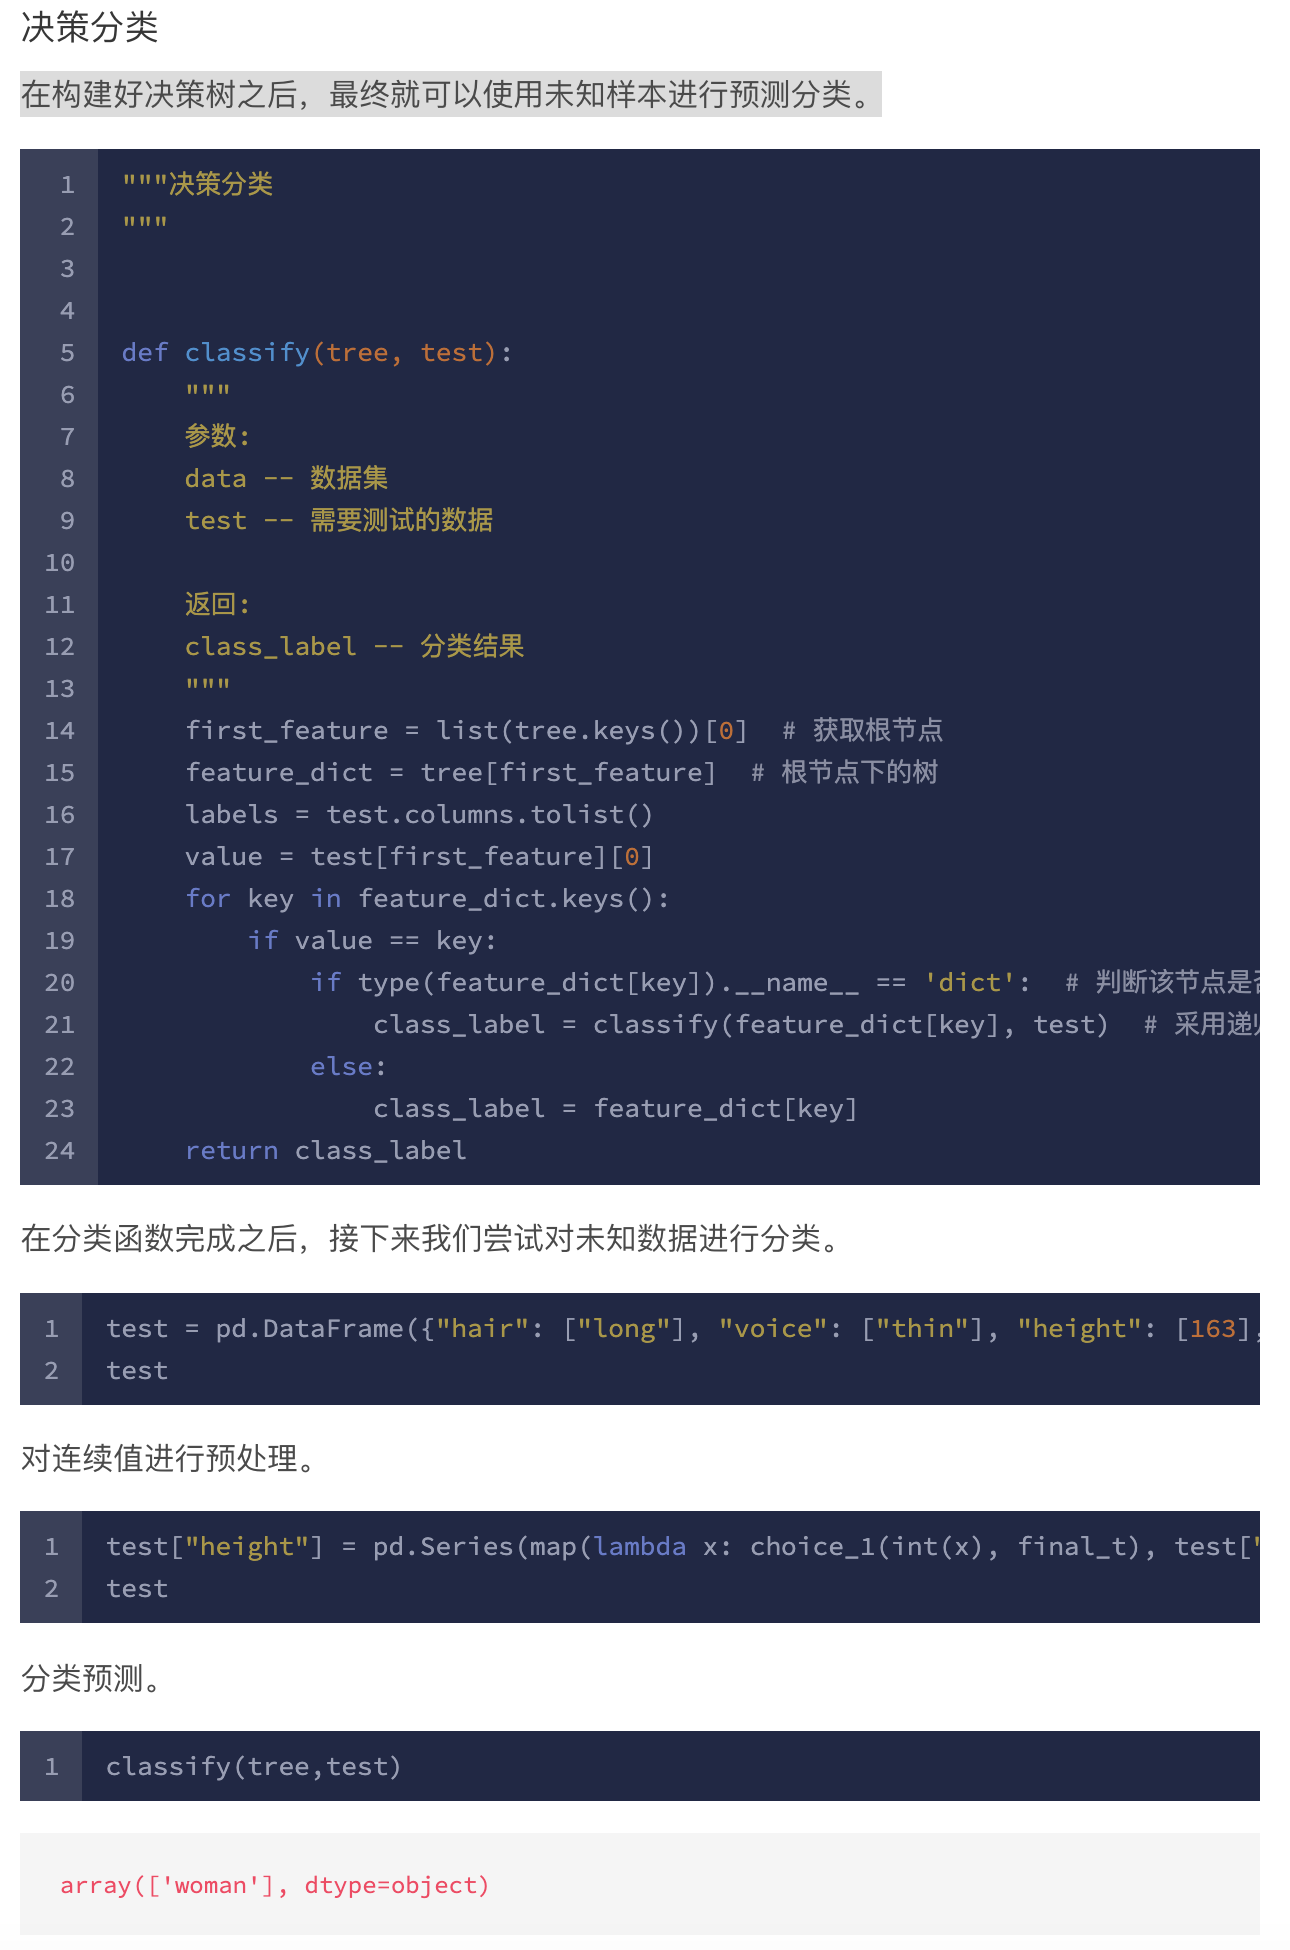 决策分类
在构建好决策树之后，最终就可以使用未知样本进行预测分类。
1 """决策分类
2 """
3
4
5 def classify(tree, test):
6 """
7 参数:
8 data -- 数据集
9 test -- 需要测试的数据
10
11 返回:
12 class_label -- 分类结果
13 """
14 first_feature = list(tree.keys())[0]  # 获取根节点
15 feature_dict = tree[first_feature]  # 根节点下的树
16 labels = test.columns.tolist()
17 value = test[first_feature][0]
18 for key in feature_dict.keys():
19 if value == key:
20 if type(feature_dict[key]).__name__ == 'dict':  # 判断该节点是
21 class_label = classify(feature_dict[key], test)  # 采用递
22 else:
23 class_label = feature_dict[key]
24 return class_label
在分类函数完成之后，接下来我们尝试对未知数据进行分类。
1 test = pd.DataFrame({"hair": ["long"], "voice": ["thin"], "height": [163],
2 test
对连续值进行预处理。
1 test["height"] = pd.Series(map(lambda x: choice_1(int(x), final_t), test["
2 test
分类预测。
1 classify(tree,test)
array(['woman'], dtype=object)